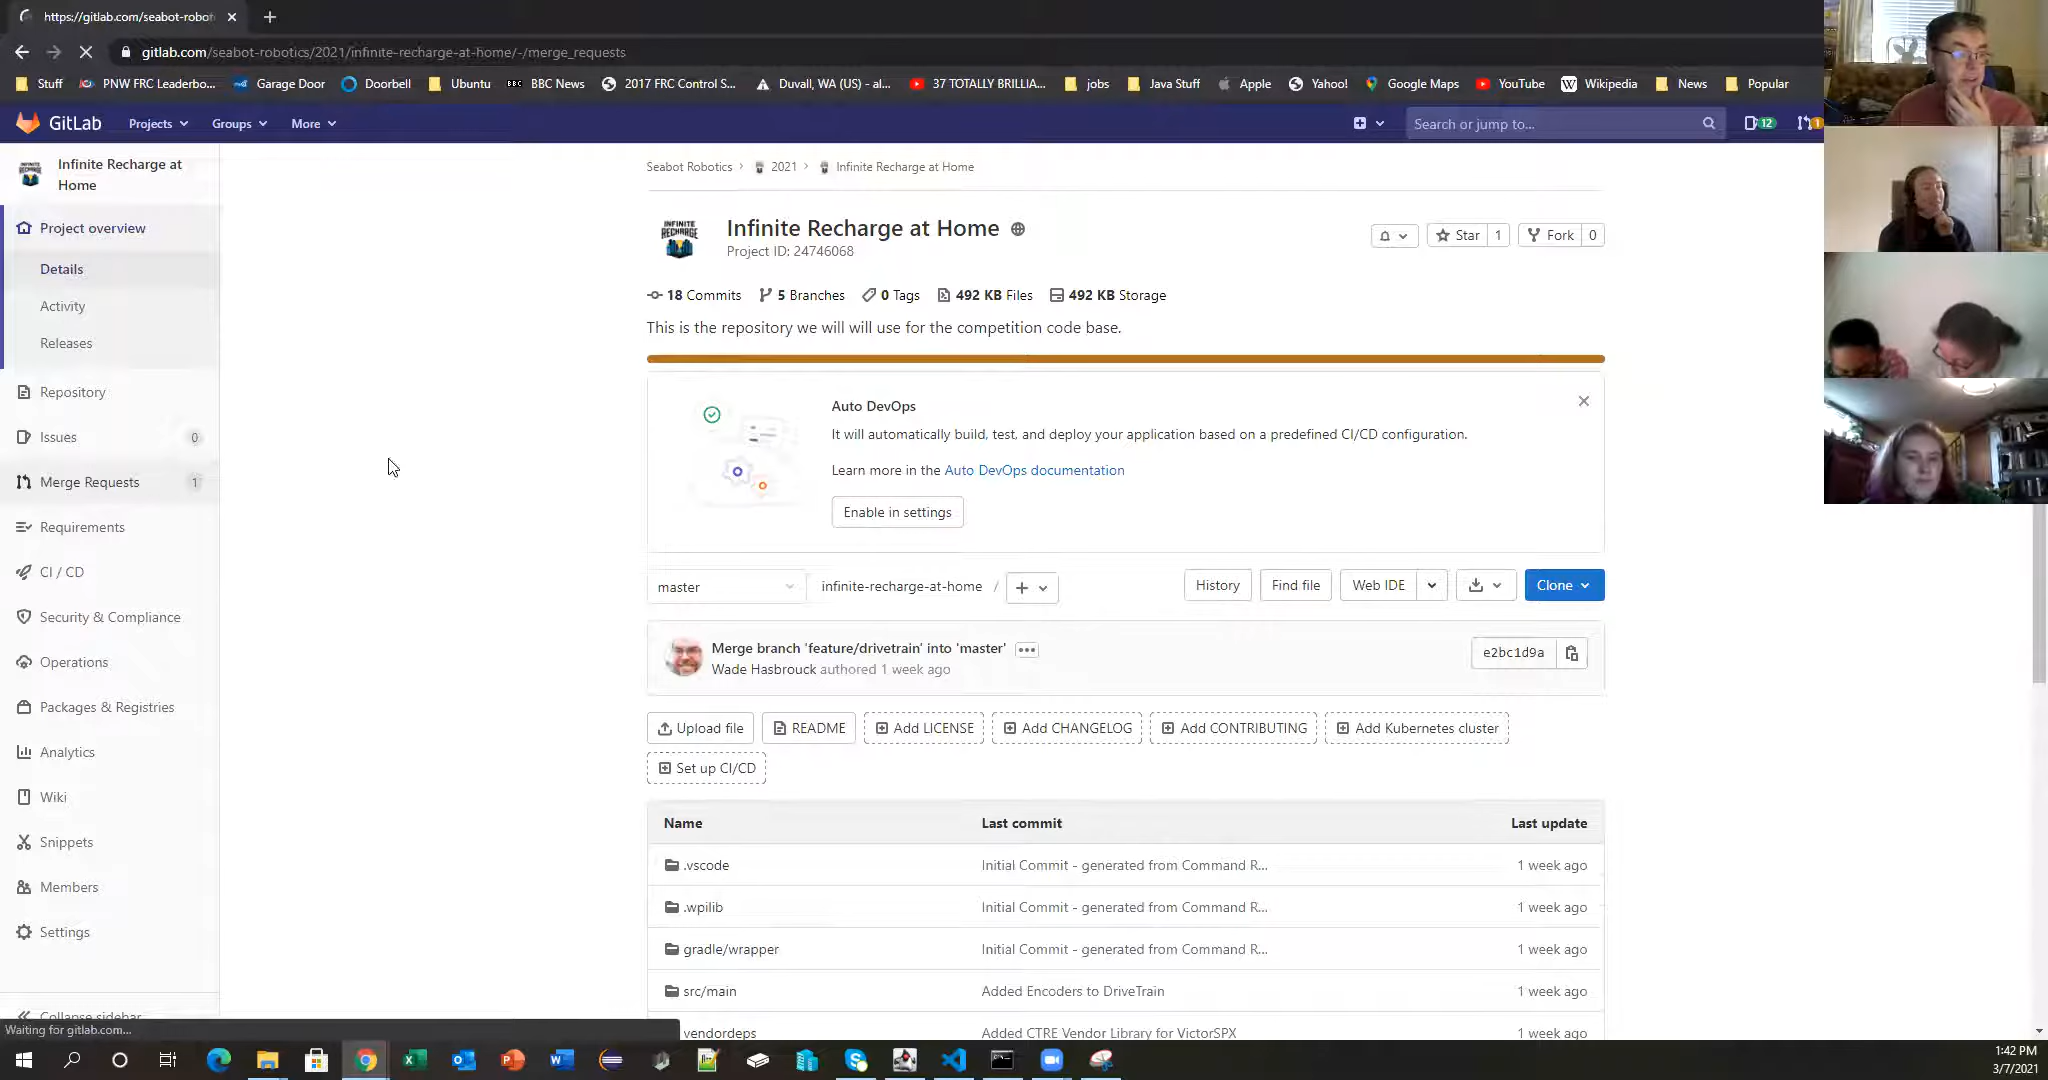 https://gitlab.com/seabot-robot
gitlab.com/seabot-robotics/2021/infinite-recharge-at-home/-/merge_requests
Stuff PNW FRC Leaderbo... Garage Door Doorbell Ubuntu BBC BBC News 2017 FRC Control S... Duvall, WA (US) - al... 37 TOTALLY BRILLIA... jobs Java Stuff Apple Yahoo! Google Maps YouTube Wikipedia News Popular
GitLab Projects Groups More Search or jump to... 12 1
Infinite Recharge at
Home
Seabot Robotics › 2021 › Infinite Recharge at Home
Project overview
Details
Activity
Releases
Repository
Issues 0
Merge Requests 1
Requirements
CI / CD
Security & Compliance
Operations
Packages & Registries
Analytics
Wiki
Snippets
Members
Settings
Collapse sidebar
Waiting for gitlab.com...
INFINITE
RECHARGE
Infinite Recharge at Home
Project ID: 24746068
Star 1 Fork 0
18 Commits 5 Branches 0 Tags 492 KB Files 492 KB Storage
This is the repository we will will use for the competition code base.
Auto DevOps
It will automatically build, test, and deploy your application based on a predefined CI/CD configuration.
Learn more in the Auto DevOps documentation
Enable in settings
master infinite-recharge-at-home / + History Find file Web IDE Clone
Merge branch 'feature/drivetrain' into 'master'
Wade Hasbrouck authored 1 week ago
e2bc1d9a
Upload file README Add LICENSE Add CHANGELOG Add CONTRIBUTING Add Kubernetes cluster
Set up CI/CD
Name Last commit Last update
.vscode Initial Commit - generated from Command R... 1 week ago
.wpilib Initial Commit - generated from Command R... 1 week ago
gradle/wrapper Initial Commit - generated from Command R... 1 week ago
src/main Added Encoders to DriveTrain 1 week ago
vendordeps Added CTRE Vendor Library for VictorSPX 1 week ago
1:42 PM
3/7/2021